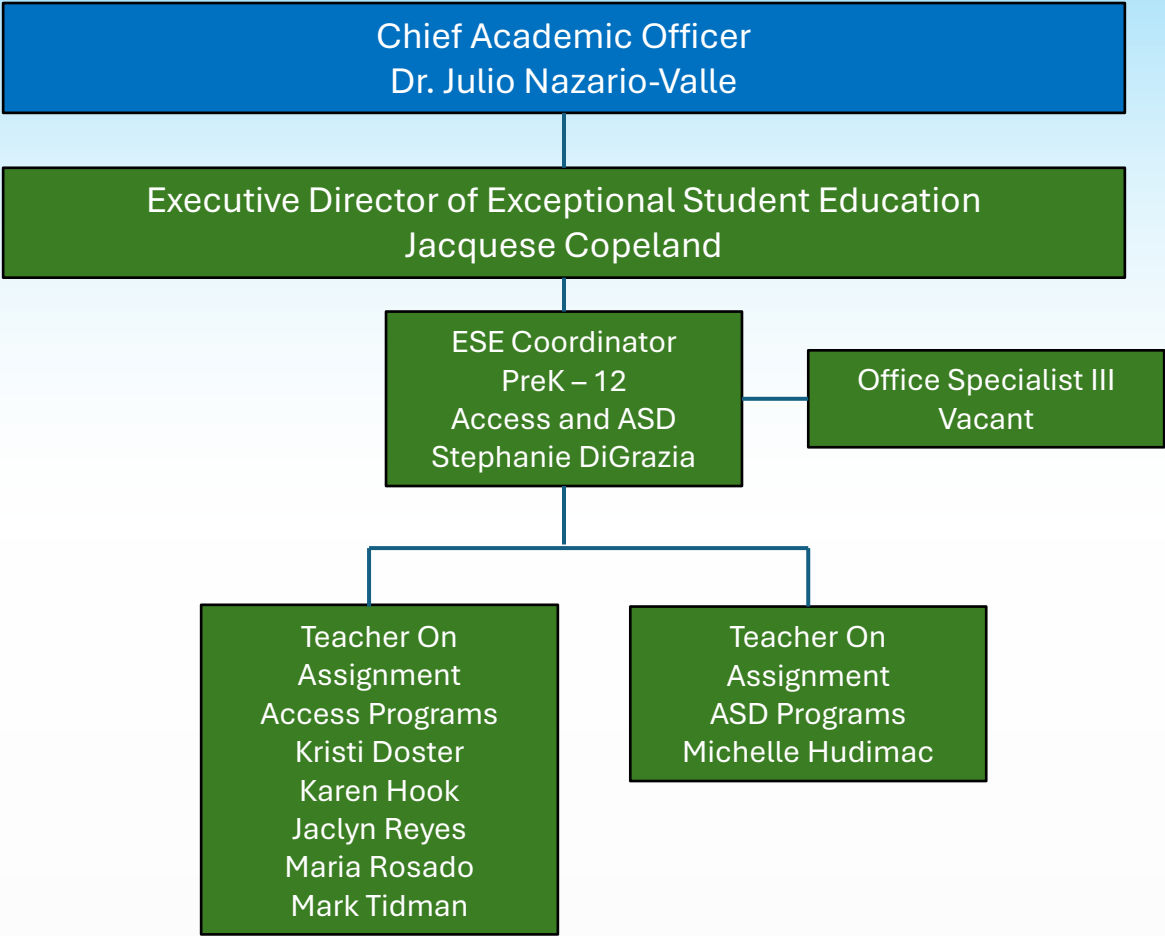 Chief Academic Officer
Dr. Julio Nazario-Valle
Executive Director of Exceptional Student Education
Jacquese Copeland
ESE Coordinator
PreK – 12
Access and ASD
Stephanie DiGrazia
Office Specialist III
Vacant
Teacher On
Assignment
Access Programs
Kristi Doster
Karen Hook
Jaclyn Reyes
Maria Rosado
Mark Tidman
Teacher On
Assignment
ASD Programs
Michelle Hudimac